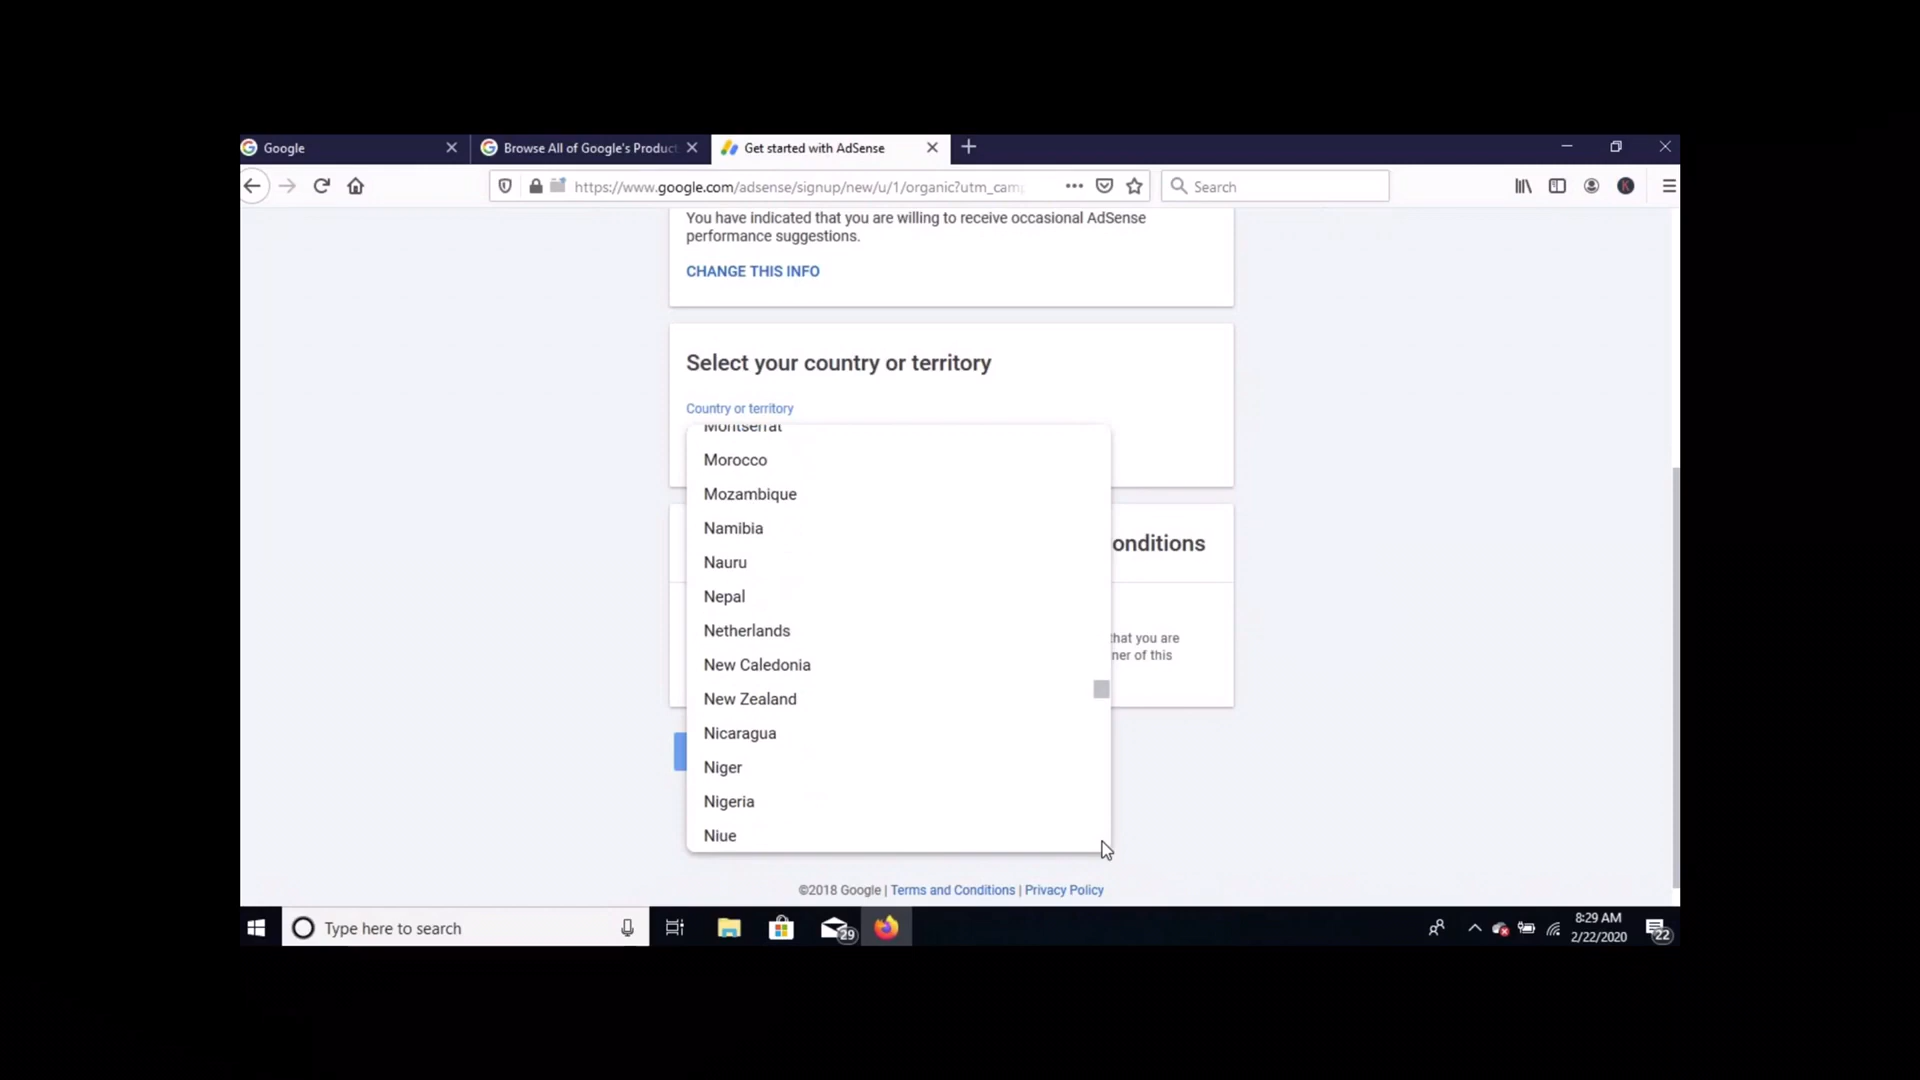 Google
Browse All of Google's Product
Get started with AdSense
https://www.google.com/adsense/signup/new/u/1/organic?utm_camp
Search
You have indicated that you are willing to receive occasional AdSense
performance suggestions.
CHANGE THIS INFO
Select your country or territory
Country or territory
Montserrat
Morocco
Mozambique
Namibia
Nauru
Nepal
Netherlands
New Caledonia
New Zealand
Nicaragua
Niger
Nigeria
Niue
onditions
that you are
ner of this
©2018 Google | Terms and Conditions | Privacy Policy
Type here to search
29
8:29 AM
2/22/2020
22